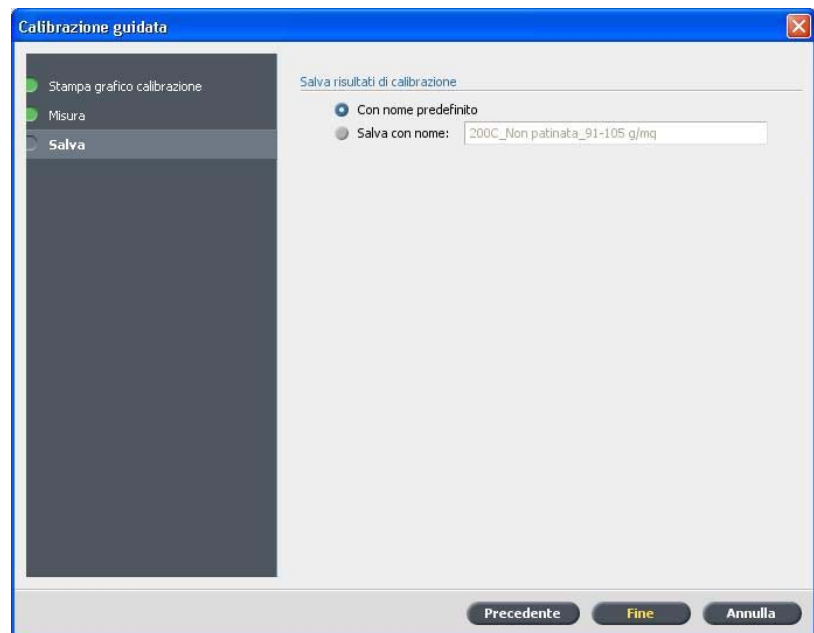 Calibrazione guidata
Stampa grafico calibrazione
Misura
Salva
Salva risultati di calibrazione
Con nome predefinito
Salva con nome: 200C_Non patinata_91-105 g/mq
Precedente Fine Annulla